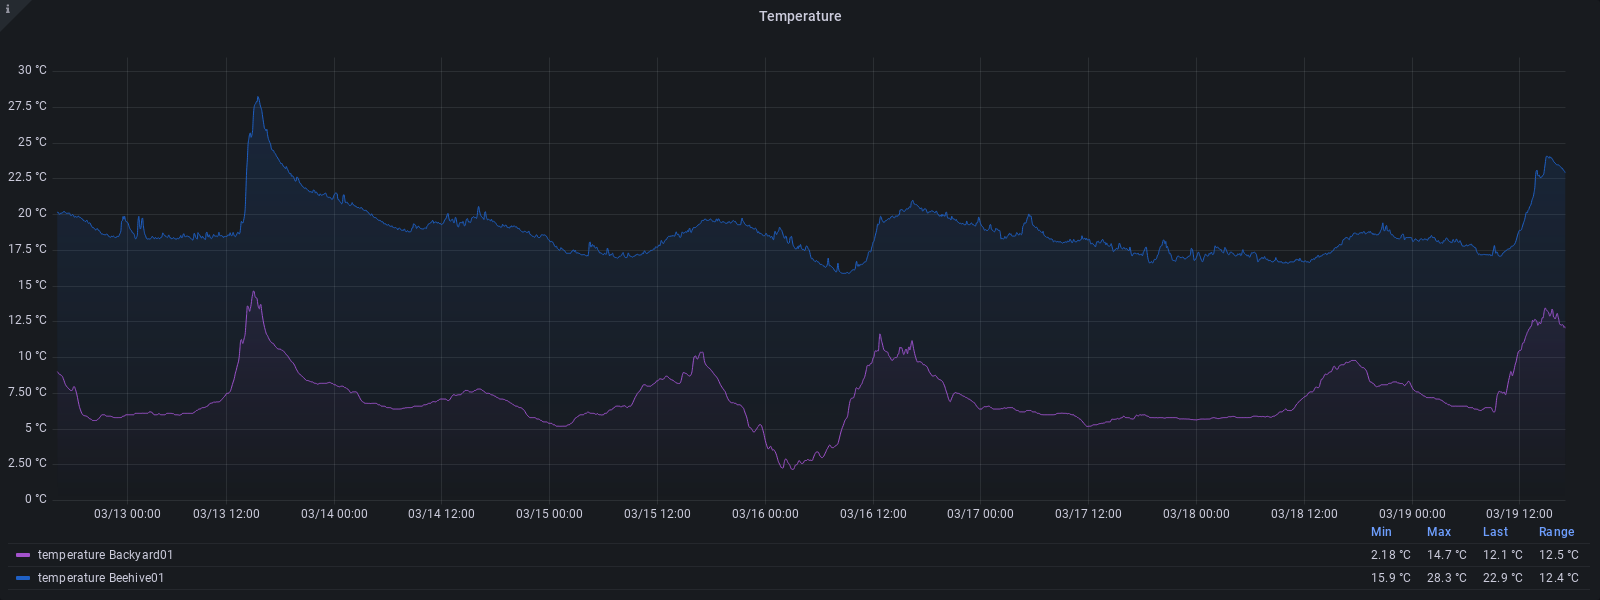 i
Temperature
30 °C
27.5 °C
25 °C
22.5 °C
20 °C
17.5 °C
15 °C
12.5 °C
10 °C
7.50 °C
5 °C
2.50 °C
0 °C
03/13 00:00 03/13 12:00 03/14 00:00 03/14 12:00 03/15 00:00 03/15 12:00 03/16 00:00 03/16 12:00 03/17 00:00 03/17 12:00 03/18 00:00 03/18 12:00 03/19 00:00 03/19 12:00
Min Max Last Range
temperature Backyard01 2.18 °C 14.7 °C 12.1 °C 12.5 °C
temperature Beehive01 15.9 °C 28.3 °C 22.9 °C 12.4 °C